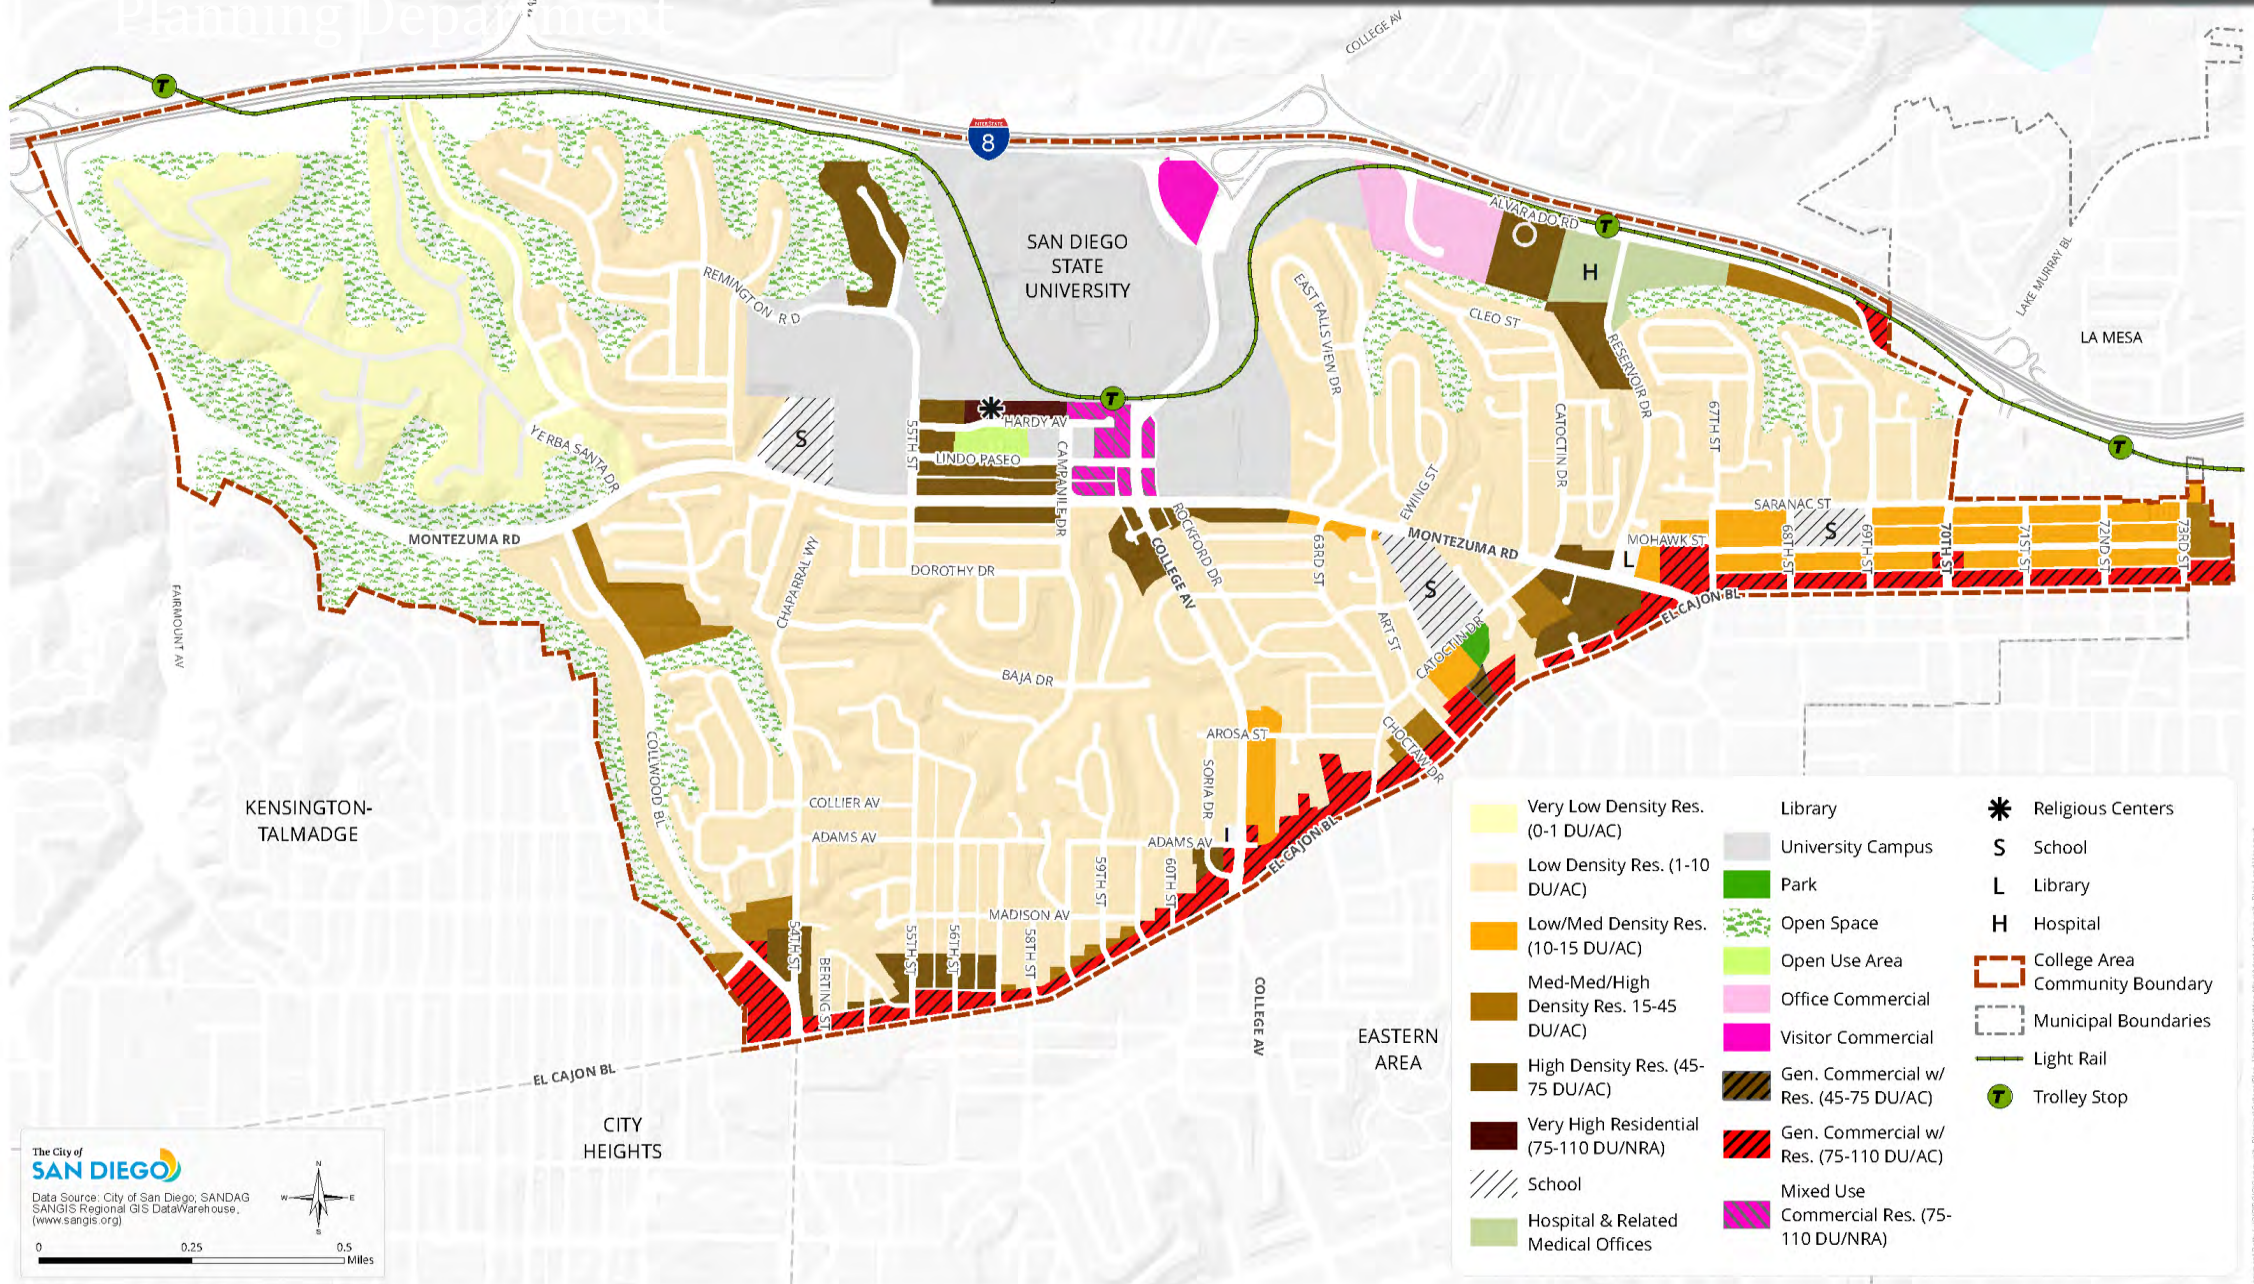 Planning Department
COLLEGE AV
INTERSTATE
8
T
SAN DIEGO
STATE
UNIVERSITY
ALVARADO RD
T
H
LAKE MURRAY BL
LA MESA
REMINGTON RD
EAST FALLS VIEW DR
CLEO ST
RESERVOIR DR
T
HARDY AV
55TH ST
LINDO PASEO
CAMPANILE DR
S
YERBA SANTA DR
CATOCTIN DR
67TH ST
T
EWING ST
SARANAC ST
S
MONTEZUMA RD
ROCKFORD DR
COLLEGE AV
63RD ST
MONTEZUMA RD
MOHAWK ST
L
68TH ST
69TH ST
70TH ST
71ST ST
72ND ST
73RD ST
DOROTHY DR
CHAPARRAL WY
FAIRMOUNT AV
S
EL CAJON BL
ART ST
CATOCTIN DR
BAJA DR
COLLWOOD BL
AROSA ST
SORIA DR
CHOCTAW DR
KENSINGTON-
TALMADGE
COLLIER AV
ADAMS AV
ADAMS AV
EL CAJON BL
59TH ST
60TH ST
MADISON AV
54TH ST
BERTING ST
55TH ST
56TH ST
58TH ST
COLLEGE AV
EASTERN
AREA
EL CAJON BL
CITY
HEIGHTS
Very Low Density Res.
(0-1 DU/AC)
Low Density Res. (1-10
DU/AC)
Low/Med Density Res.
(10-15 DU/AC)
Med-Med/High
Density Res. 15-45
DU/AC)
High Density Res. (45-
75 DU/AC)
Very High Residential
(75-110 DU/NRA)
School
Hospital & Related
Medical Offices
Library
University Campus
Park
Open Space
Open Use Area
Office Commercial
Visitor Commercial
Gen. Commercial w/
Res. (45-75 DU/AC)
Gen. Commercial w/
Res. (75-110 DU/AC)
Mixed Use
Commercial Res. (75-
110 DU/NRA)
Religious Centers
S School
L Library
H Hospital
College Area
Community Boundary
Municipal Boundaries
Light Rail
T Trolley Stop
The City of
SAN DIEGO
Data Source: City of San Diego; SANDAG
SANGIS Regional GIS DataWarehouse,
(www.sangis.org)
N
W E
S
0 0.25 0.5
Miles